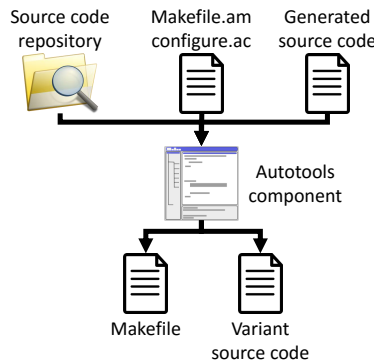 Source code
repository
Makefile.am
configure.ac
Generated
source code
Autotools
component
Makefile
Variant
source code